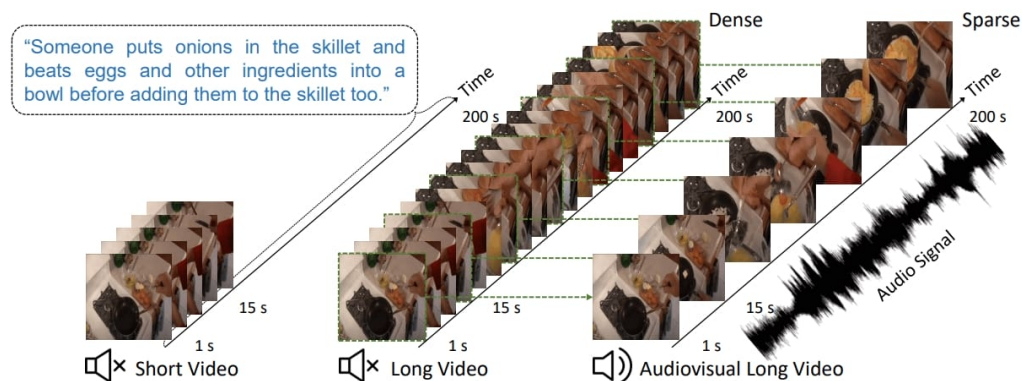 “Someone puts onions in the skillet and
beats eggs and other ingredients into a
bowl before adding them to the skillet too.”
Time
200 s
15 s
1 s
Short Video
Dense
Time
200 s
15 s
1 s
Long Video
Sparse
Time
200 s
Audio Signal
15 s
1 s
Audiovisual Long Video